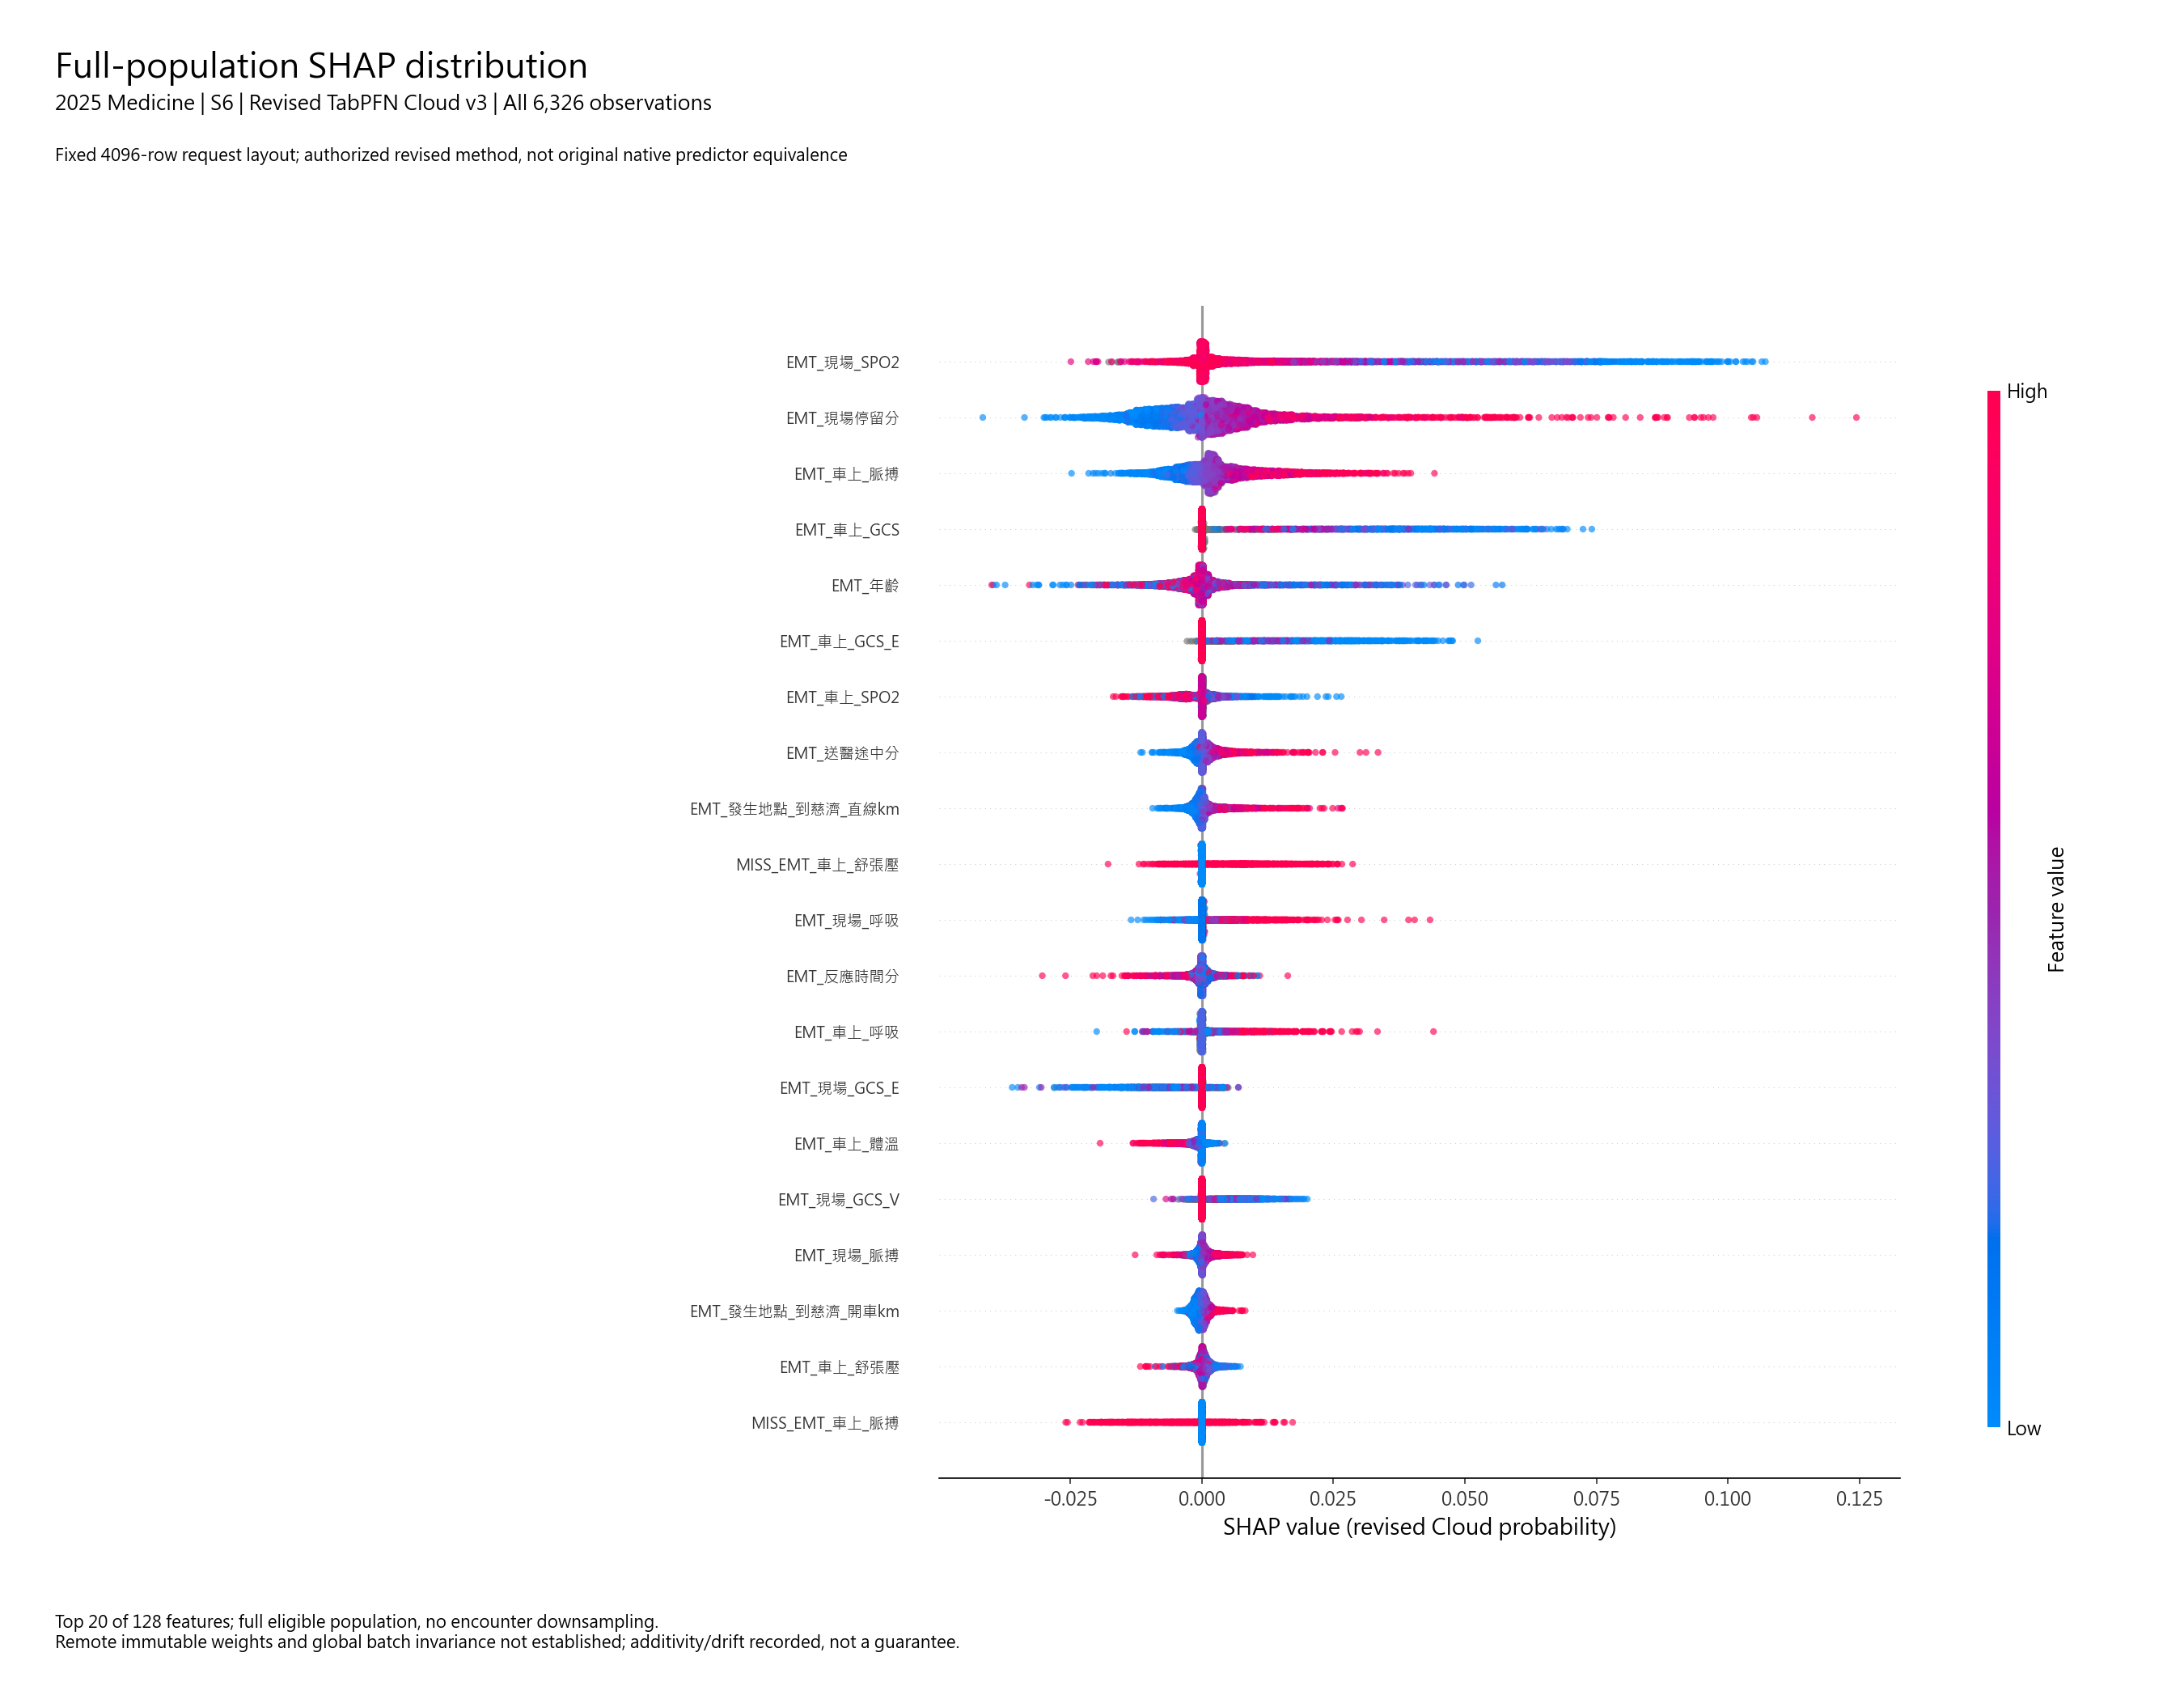 Full-population SHAP distribution
2025 Medicine | S6 | Revised TabPFN Cloud v3 | All 6,326 observations
Fixed 4096-row request layout; authorized revised method, not original native predictor equivalence
EMT_現場_SPO2
EMT_現場停留分
EMT_車上_脈搏
EMT_車上_GCS
EMT_年齡
EMT_車上_GCS_E
EMT_車上_SPO2
EMT_送醫途中分
EMT_發生地點_到慈濟_直線km
MISS_EMT_車上_舒張壓
EMT_現場_呼吸
EMT_反應時間分
EMT_車上_呼吸
EMT_現場_GCS_E
EMT_車上_體溫
EMT_現場_GCS_V
EMT_現場_脈搏
EMT_發生地點_到慈濟_開車km
EMT_車上_舒張壓
MISS_EMT_車上_脈搏
-0.025 0.000 0.025 0.050 0.075 0.100 0.125
SHAP value (revised Cloud probability)
High
Feature value
Low
Top 20 of 128 features; full eligible population, no encounter downsampling.
Remote immutable weights and global batch invariance not established; additivity/drift recorded, not a guarantee.